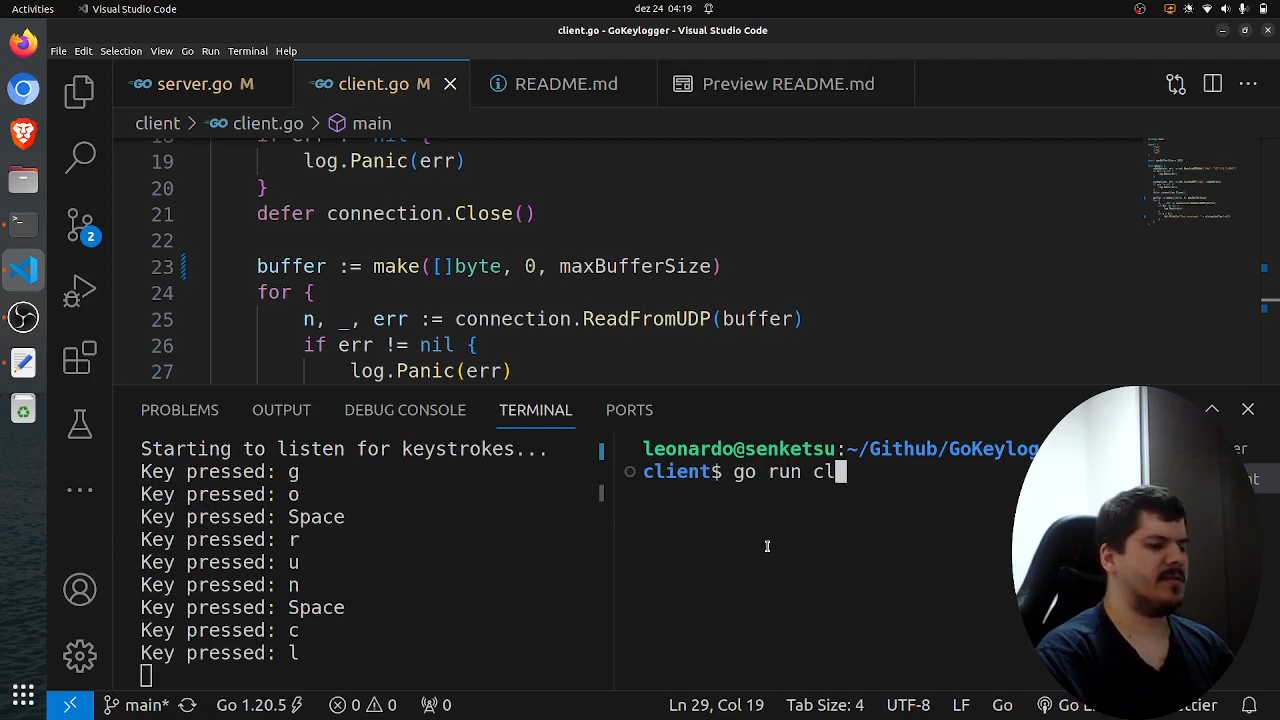 Activities
Visual Studio Code
dez 24 04:19
client.go - GoKeylogger - Visual Studio Code
File Edit Selection View Go Run Terminal Help
server.go M
client.go M
README.md
Preview README.md
client > client.go > main
19 log.Panic(err)
20 }
21 defer connection.Close()
22
23 buffer := make([]byte, 0, maxBufferSize)
24 for {
25 n, _, err := connection.ReadFromUDP(buffer)
26 if err != nil {
27 log.Panic(err)
2
PROBLEMS OUTPUT DEBUG CONSOLE TERMINAL PORTS
Starting to listen for keystrokes...
Key pressed: g
Key pressed: o
Key pressed: Space
Key pressed: r
Key pressed: u
Key pressed: n
Key pressed: Space
Key pressed: c
Key pressed: l
leonardo@senketsu:~/Github/GoKeylog
client$ go run cl
main* Go 1.20.5 0 0 0 Ln 29, Col 19 Tab Size: 4 UTF-8 LF Go